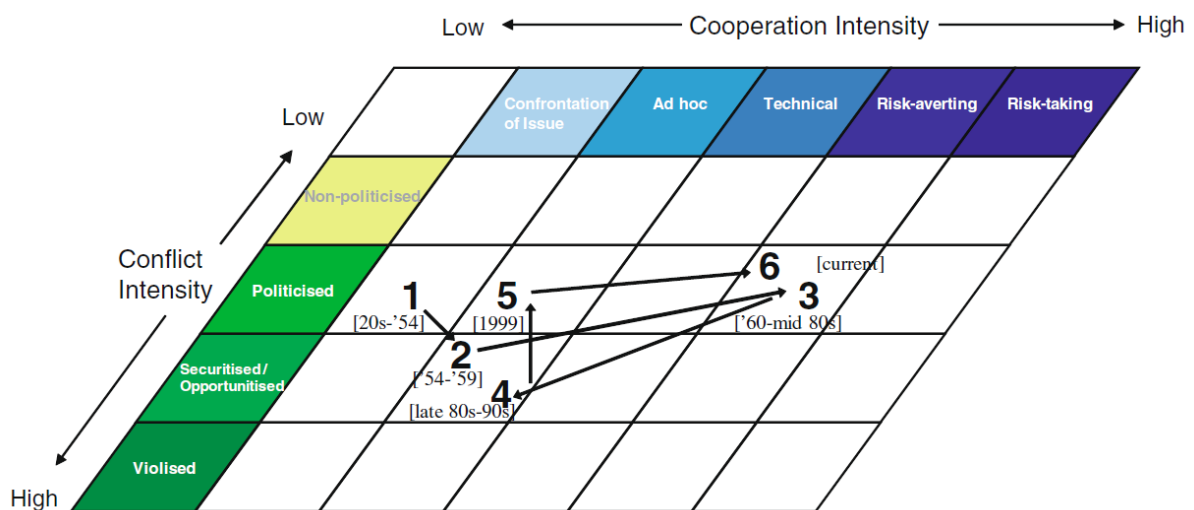 Low
Cooperation Intensity
High
Confrontation
of Issue
Ad hoc
Technical
Risk-averting
Risk-taking
Low
Non-politicised
Conflict
Intensity
Politicised
1
[20s-'54]
5
[1999]
6
[current]
3
['60-mid 80s]
Securitised/
Opportunitised
2
['54-'59]
4
[late 80s-90s]
Violised
High